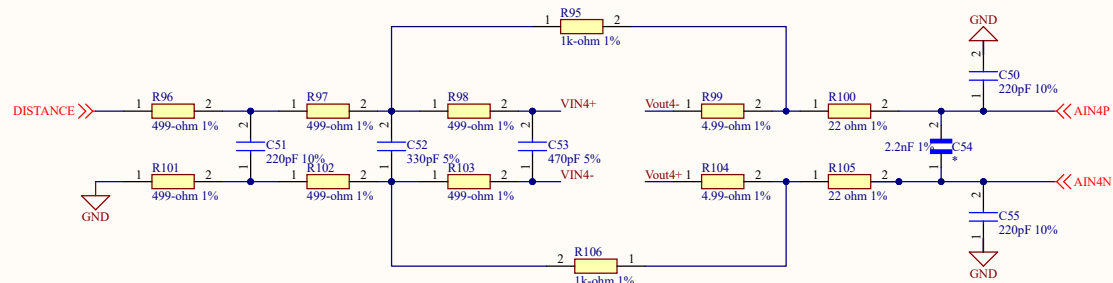 R95
1 2
1k-ohm 1%
GND
2
C50
220pF 10%
1
DISTANCE
R96
1 2
499-ohm 1%
R97
1 2
499-ohm 1%
R98
1 2
499-ohm 1%
VIN4+
Vout4-
R99
1 2
4.99-ohm 1%
R100
1 2
22 ohm 1%
AIN4P
2
C51
220pF 10%
1
2
C52
330pF 5%
1
2
C53
470pF 5%
1
2
2.2nF 1%
C54
*
1
R101
1 2
499-ohm 1%
GND
R102
1 2
499-ohm 1%
R103
1 2
499-ohm 1%
VIN4-
Vout4+
R104
1 2
4.99-ohm 1%
R105
1 2
22 ohm 1%
AIN4N
2
C55
220pF 10%
1
GND
R106
2 1
1k-ohm 1%